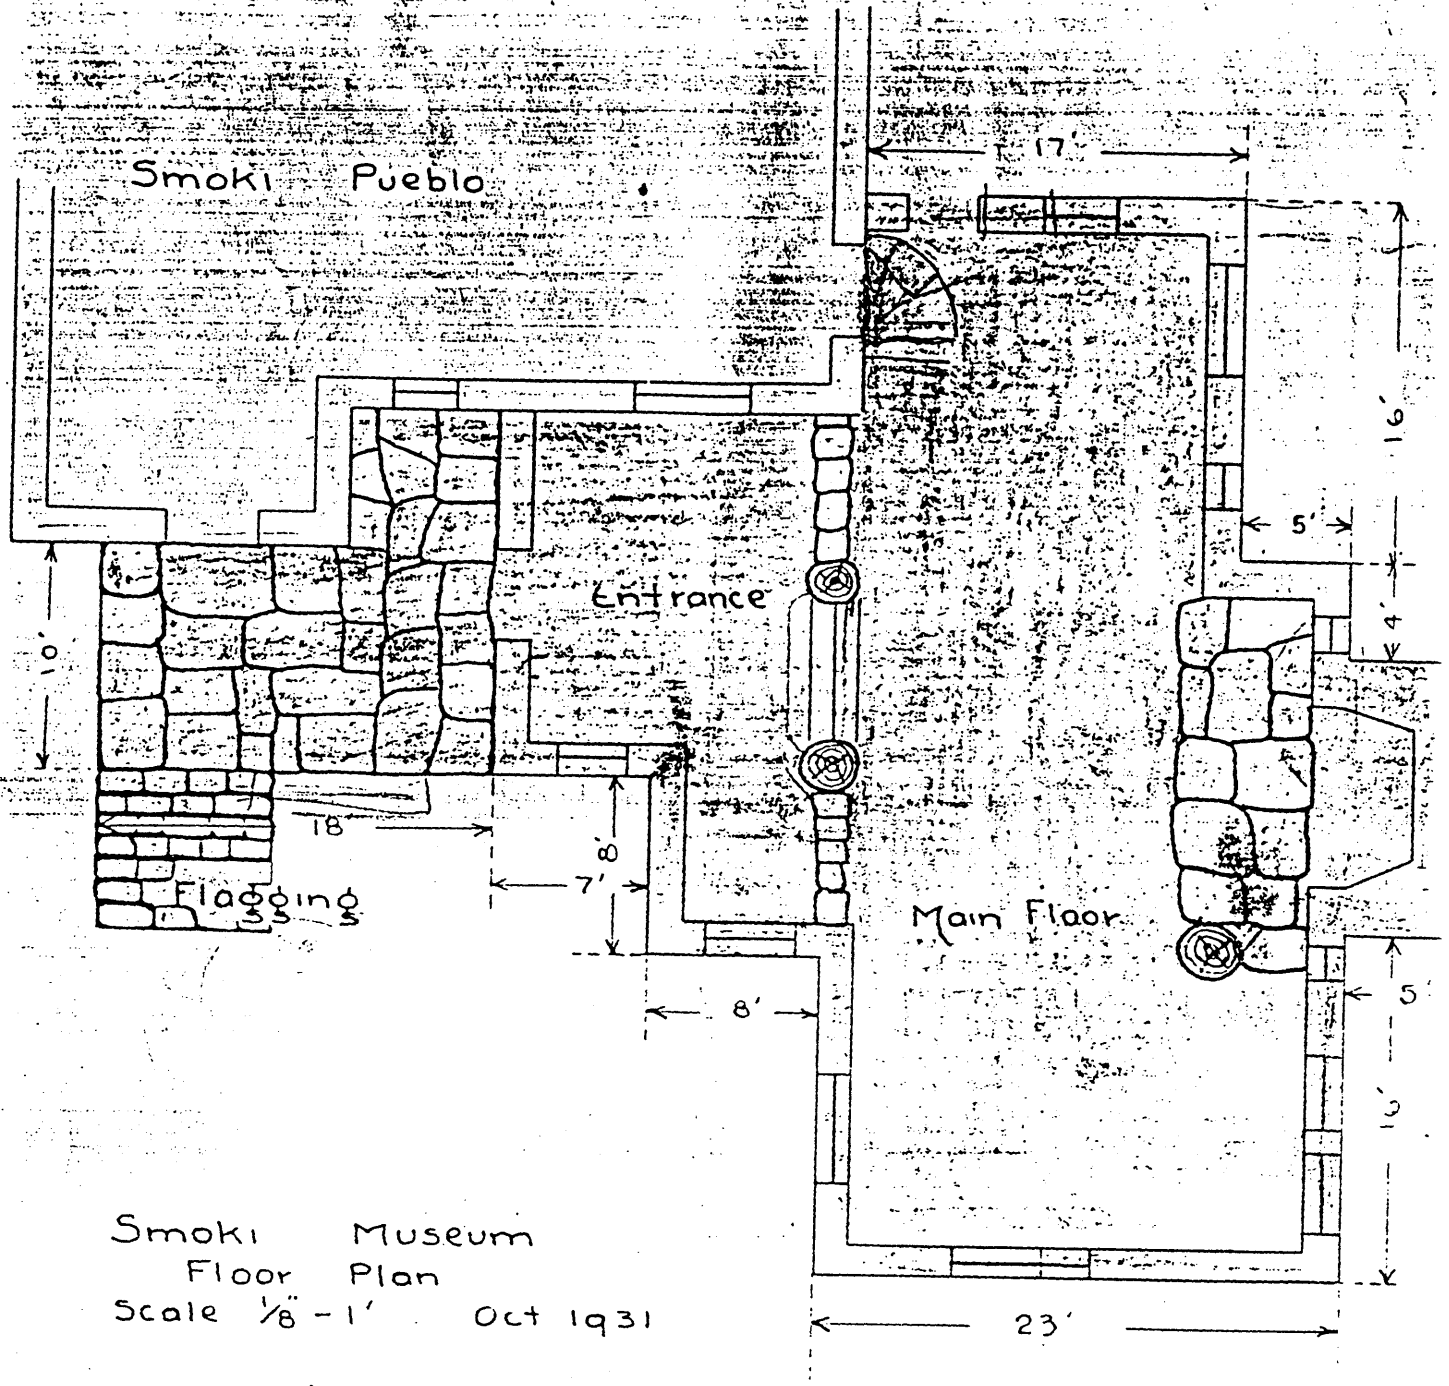 Smoki Pueblo
17'
16'
5'
4'
Entrance
10'
18'
8'
7'
Flagging
Main Floor
5'
8'
Smoki Museum
Floor Plan
Scale 1/8" - 1' Oct 1931
23'